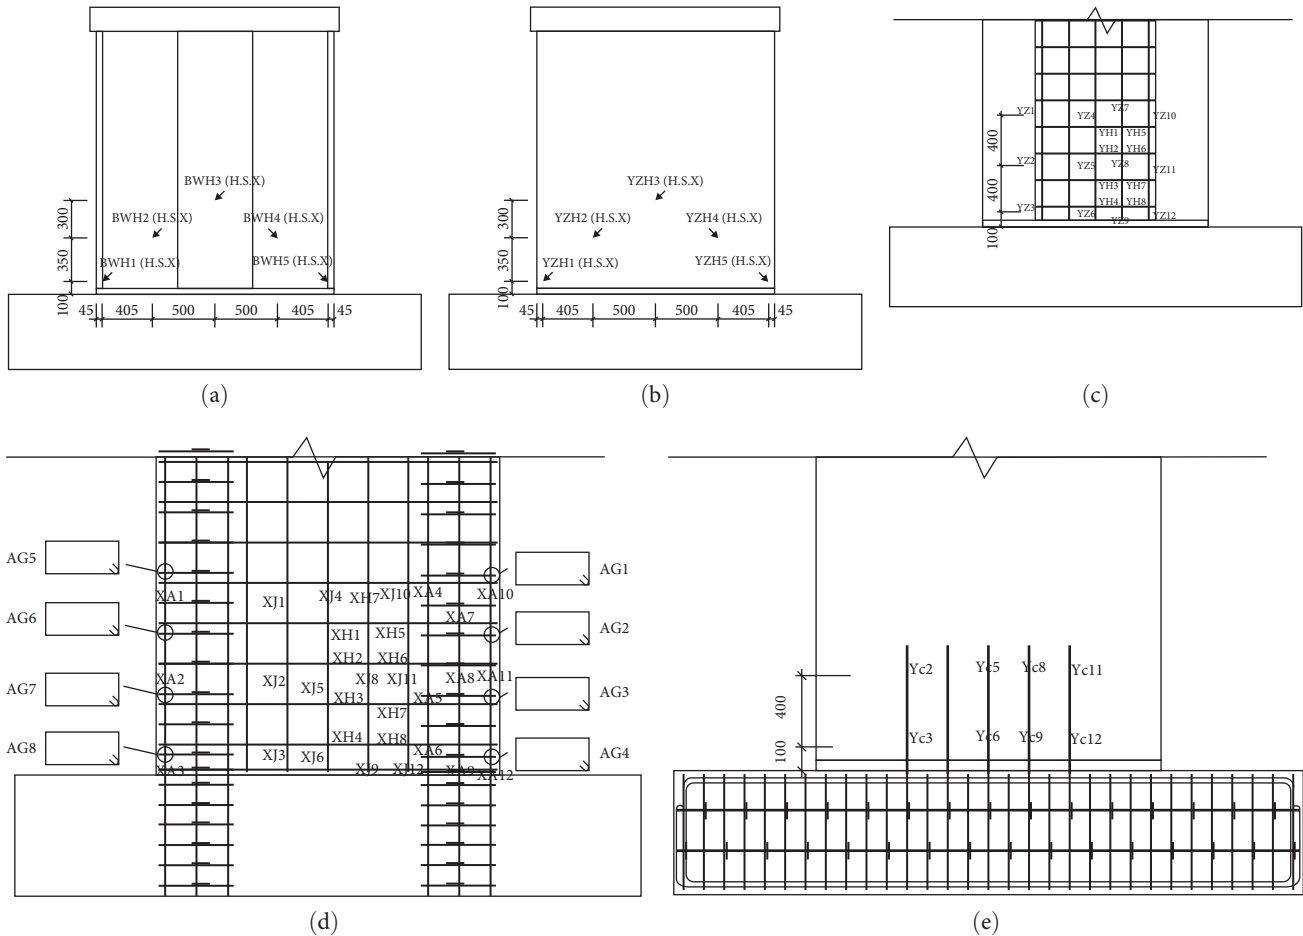 BWH3 (H.S.X)
BWH2 (H.S.X)
BWH4 (H.S.X)
BWH1 (H.S.X)
BWH5 (H.S.X)
300
350
100
45
405
500
500
405
45
(a)
YZH3 (H.S.X)
YZH2 (H.S.X)
YZH4 (H.S.X)
YZH1 (H.S.X)
YZH5 (H.S.X)
300
350
100
45
405
500
500
405
45
(b)
YZ1
YZ4
YZ7
YZ10
YH1
YH5
YH2
YH6
YZ2
YZ5
YZ8
YZ11
YH3
YH7
YH4
YH8
YZ3
YZ6
YZ9
YZ12
400
400
100
(c)
AG5
AG6
AG7
AG8
AG1
AG2
AG3
AG4
XA1
XJ1
XJ4
XH7
XJ10
XA4
XA10
XA7
XH1
XH5
XH2
XH6
XA2
XJ2
XJ5
XJ8
XJ11
XA8
XA11
XH3
XA5
XH7
XH4
XH8
XA6
XA3
XJ3
XJ6
XJ9
XJ12
XA9
XA12
(d)
Yc2
Yc5
Yc8
Yc11
Yc3
Yc6
Yc9
Yc12
400
100
(e)